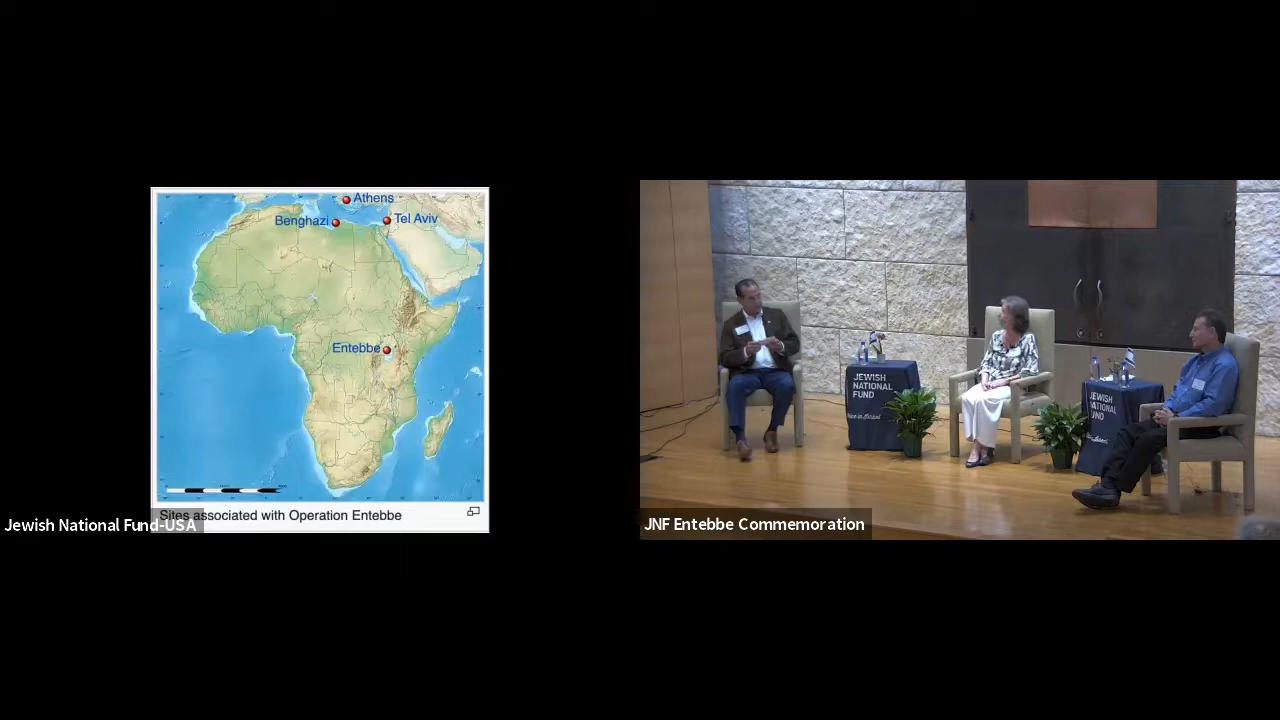 Athens
Benghazi
Tel Aviv
Entebbe
Sites associated with Operation Entebbe
Jewish National Fund-USA
JEWISH
NATIONAL
FUND
JEWISH
NATIONAL
FUND
JNF Entebbe Commemoration